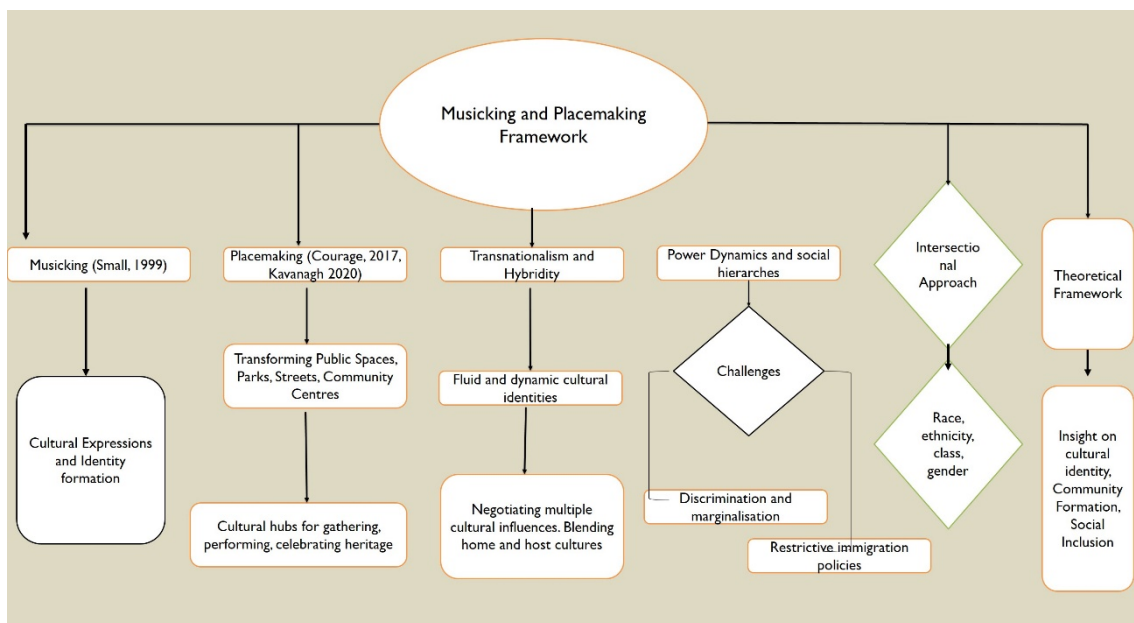 Musicking and Placemaking
Framework
Musicking (Small, 1999)
Cultural Expressions
and Identity
formation
Placemaking (Courage, 2017,
Kavanagh 2020)
Transforming Public Spaces,
Parks, Streets, Community
Centres
Cultural hubs for gathering,
performing, celebrating heritage
Transnationalism and
Hybridity
Fluid and dynamic cultural
identities
Negotiating multiple
cultural influences. Blending
home and host cultures
Power Dynamics and social
hierarchies
Challenges
Discrimination and
marginalisation
Restrictive immigration
policies
Intersectio
nal
Approach
Race,
ethnicity,
class,
gender
Theoretical
Framework
Insight on
cultural
identity,
Community
Formation,
Social
Inclusion